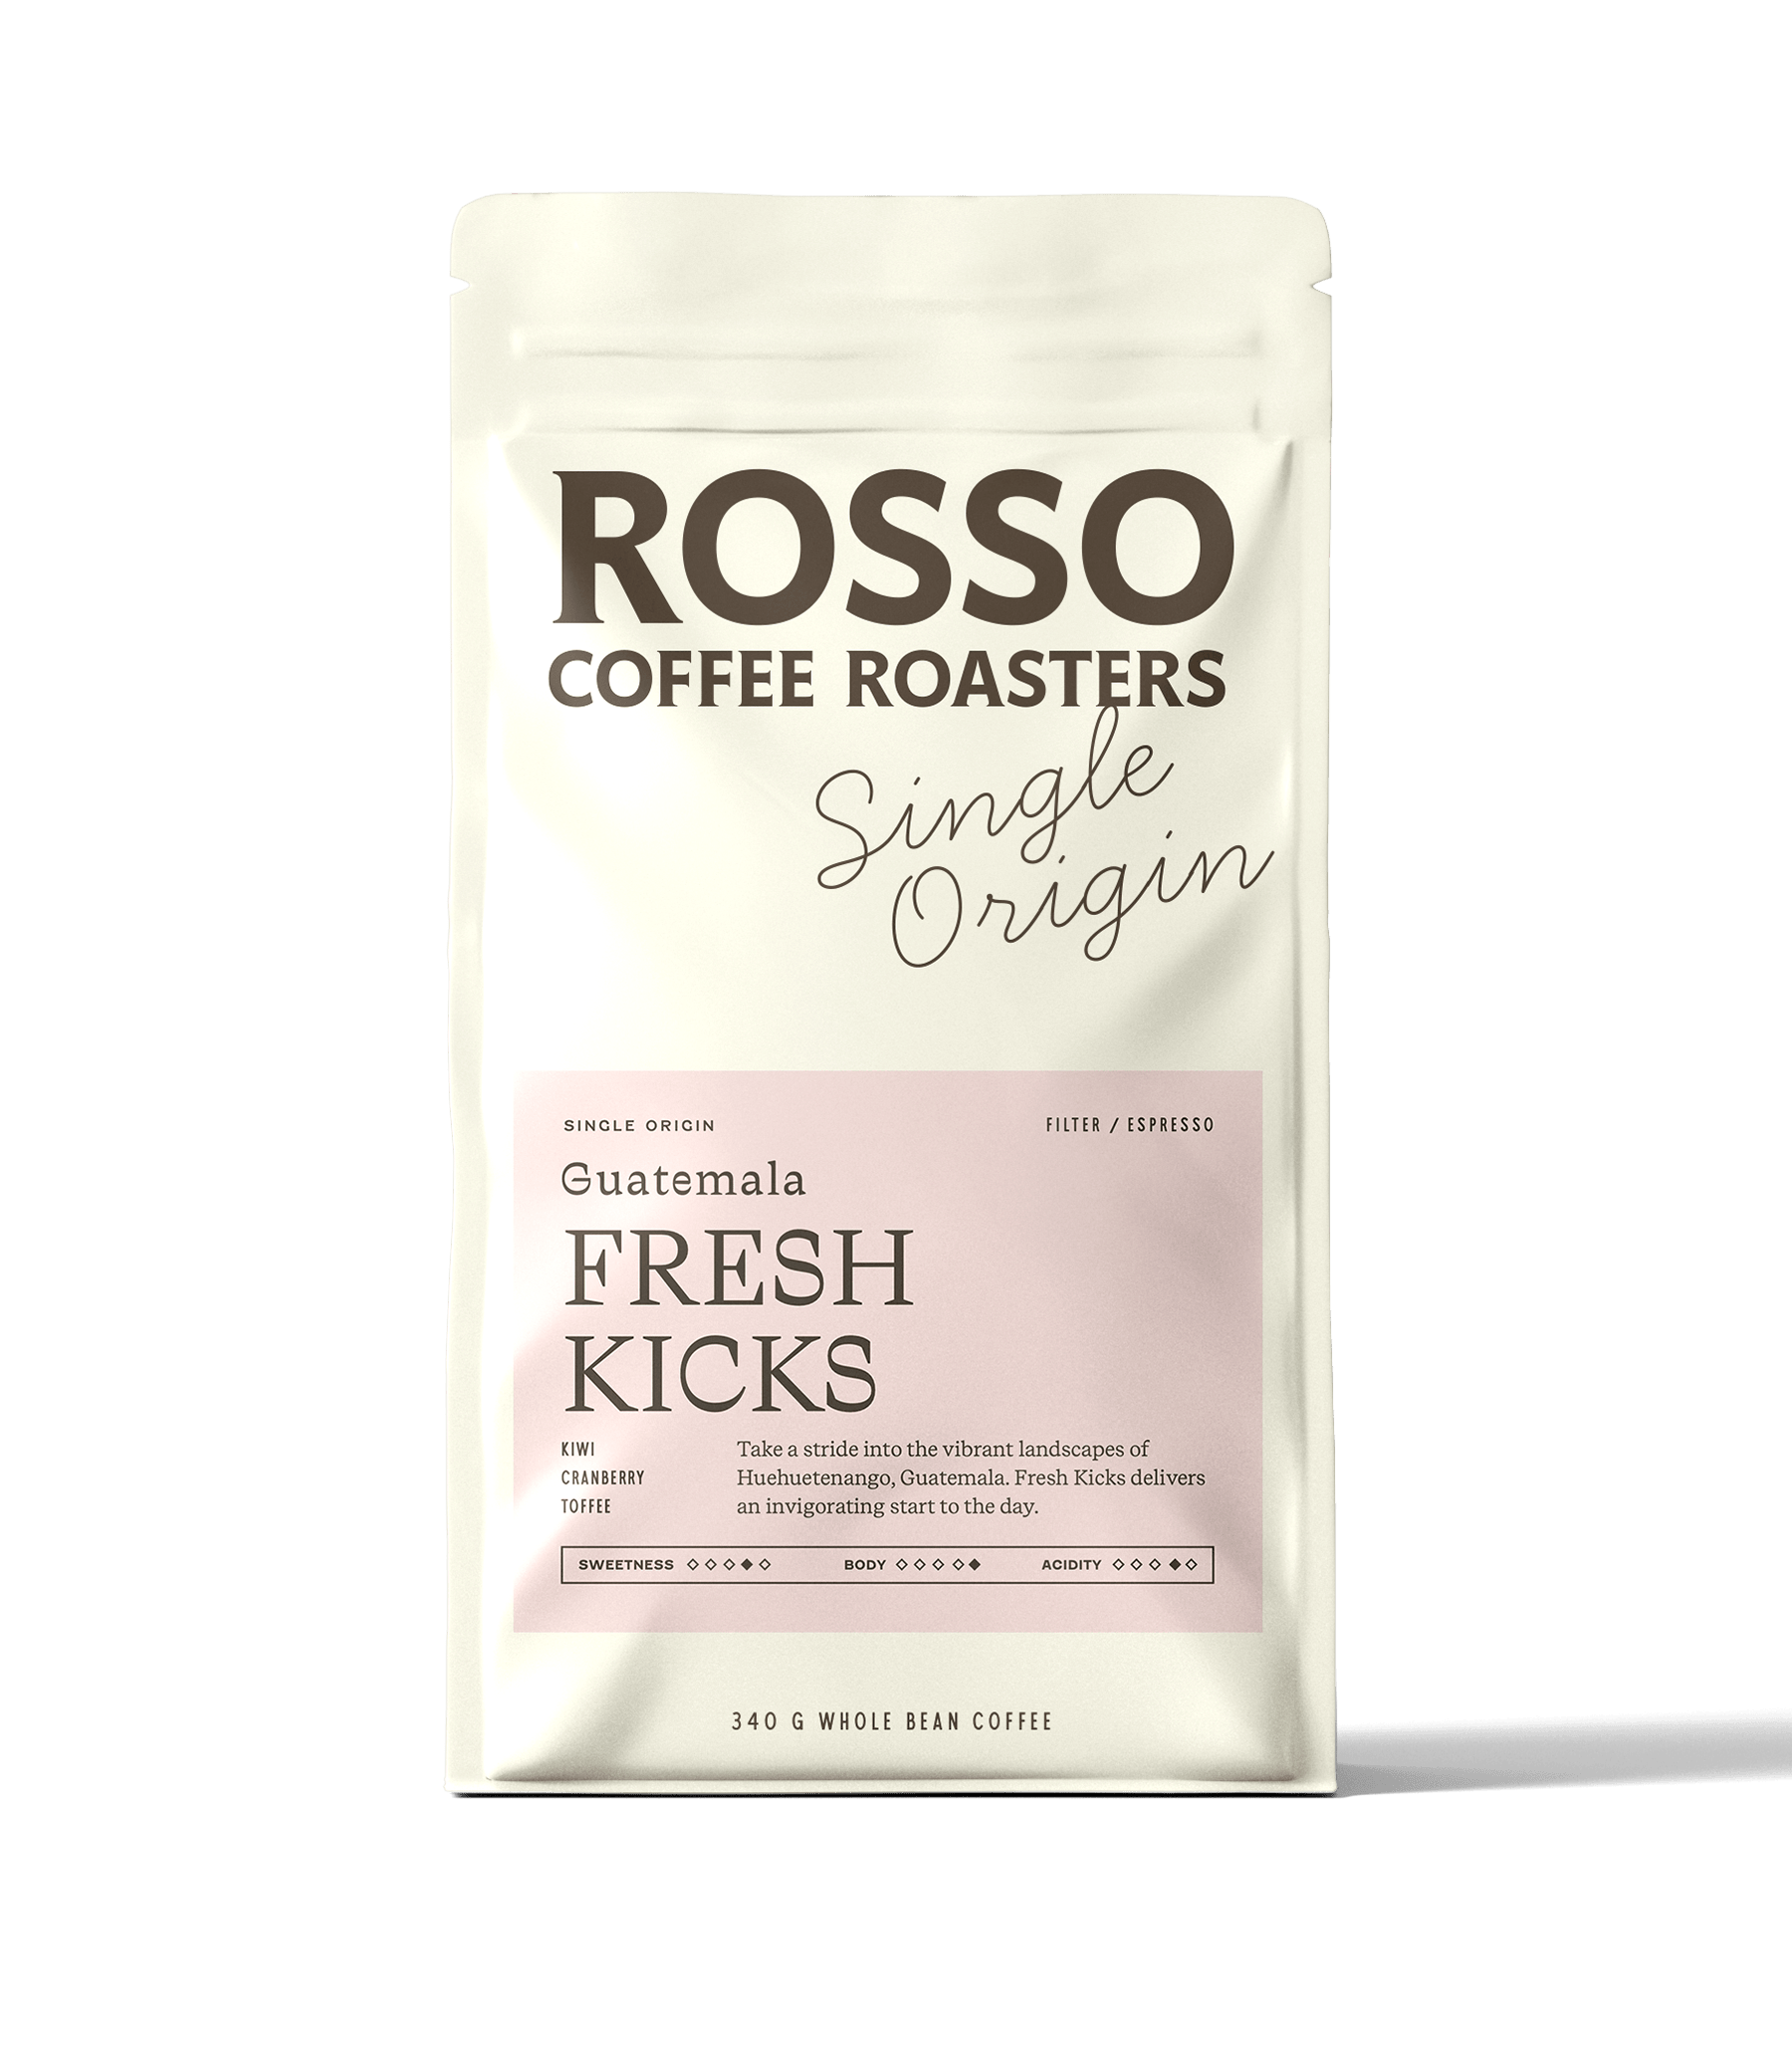 ROSSO
COFFEE ROASTERS
Single
Origin
SINGLE ORIGIN
FILTER / ESPRESSO
Guatemala
FRESH
KICKS
KIWI
CRANBERRY
TOFFEE
Take a stride into the vibrant landscapes of
Huehuetenango, Guatemala. Fresh Kicks delivers
an invigorating start to the day.
SWEETNESS ◇◇◇◆◇ BODY ◇◇◇◇◆ ACIDITY ◇◇◇◆◇
340 G WHOLE BEAN COFFEE